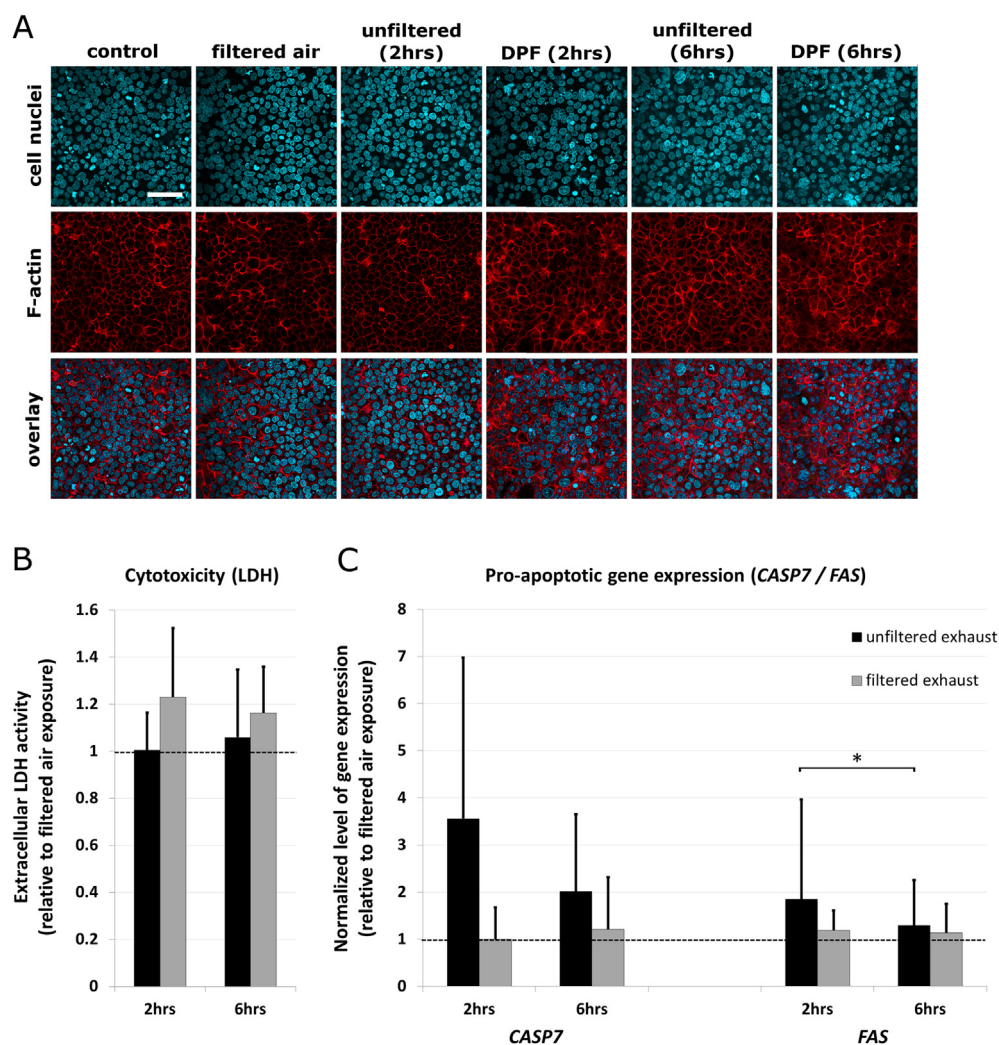 A
control
filtered air
unfiltered
(2hrs)
DPF (2hrs)
unfiltered
(6hrs)
DPF (6hrs)
cell nuclei
F-actin
overlay
B
Cytotoxicity (LDH)
Extracellular LDH activity
(relative to filtered air exposure)
1.6
1.4
1.2
1
0.8
0.6
0.4
0.2
0
2hrs
6hrs
C
Pro-apoptotic gene expression (CASP7 / FAS)
Normalized level of gene expression
(relative to filtered air exposure)
8
7
6
5
4
3
2
1
0
unfiltered exhaust
filtered exhaust
*
2hrs
6hrs
2hrs
6hrs
CASP7
FAS